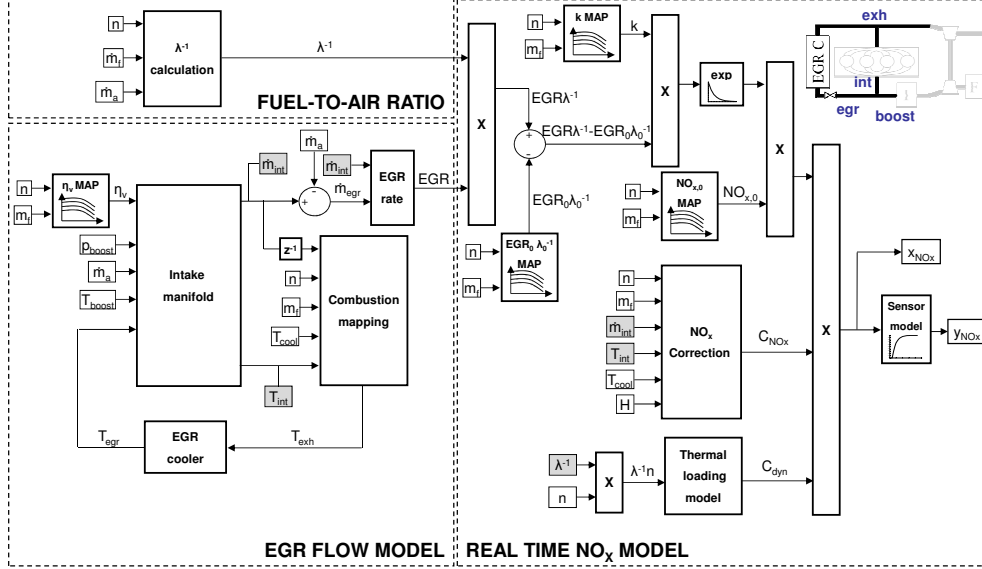 n
ṁf
ṁa
λ-1
calculation
λ-1
FUEL-TO-AIR RATIO
n
mf
ηv MAP
ηv
pboost
ṁa
Tboost
Intake
manifold
ṁint
ṁa
+
-
ṁint
ṁegr
EGR
rate
EGR
z-1
n
mf
Tcool
Combustion
mapping
Tint
Tegr
EGR
cooler
Texh
EGR FLOW MODEL
X
n
mf
k MAP
k
EGRλ-1
+
-
EGRλ-1-EGR0λ0-1
EGR0λ0-1
n
mf
EGR0 λ0-1
MAP
X
exp
n
mf
NOx,0
MAP
NOx,0
X
n
mf
ṁint
Tint
Tcool
H
NOx
Correction
CNOx
λ-1
n
X
λ-1n
Thermal
loading
model
Cdyn
X
xNOx
Sensor
model
yNOx
REAL TIME NOX MODEL
exh
EGR C
int
egr
boost
F